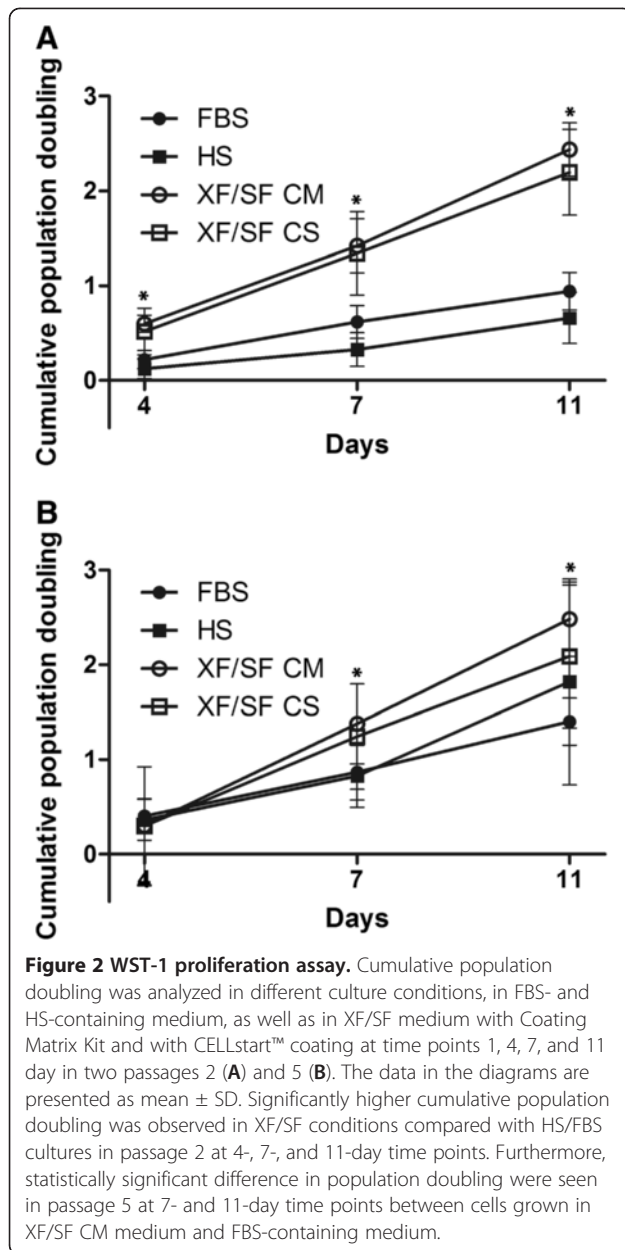 A
Cumulative population doubling
3
2
1
0
FBS
HS
XF/SF CM
XF/SF CS
*
*
*
4
7
11
Days
B
Cumulative population doubling
3
2
1
0
FBS
HS
XF/SF CM
XF/SF CS
*
*
4
7
11
Days
Figure 2 WST-1 proliferation assay. Cumulative population
doubling was analyzed in different culture conditions, in FBS- and
HS-containing medium, as well as in XF/SF medium with Coating
Matrix Kit and with CELLstart™ coating at time points 1, 4, 7, and 11
day in two passages 2 (A) and 5 (B). The data in the diagrams are
presented as mean ± SD. Significantly higher cumulative population
doubling was observed in XF/SF conditions compared with HS/FBS
cultures in passage 2 at 4-, 7-, and 11-day time points. Furthermore,
statistically significant difference in population doubling were seen
in passage 5 at 7- and 11-day time points between cells grown in
XF/SF CM medium and FBS-containing medium.